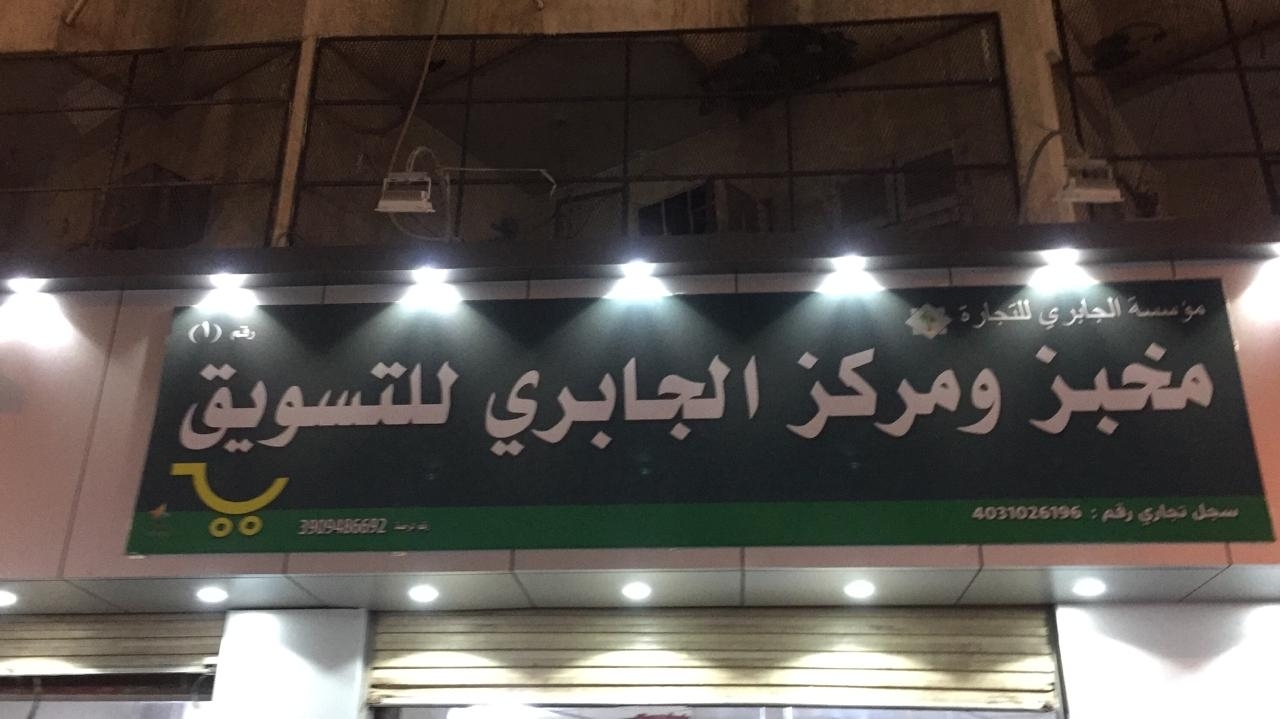 مؤسسة الجابري للتجارة
رقم (١)
مخبز ومركز الجابري للتسويق
سجل تجاري رقم : 4031026196
3909486692